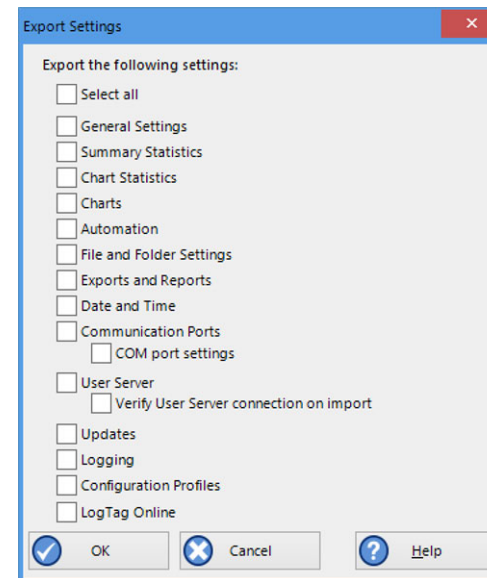 Export Settings
Export the following settings:
Select all
General Settings
Summary Statistics
Chart Statistics
Charts
Automation
File and Folder Settings
Exports and Reports
Date and Time
Communication Ports
COM port settings
User Server
Verify User Server connection on import
Updates
Logging
Configuration Profiles
LogTag Online
OK Cancel Help